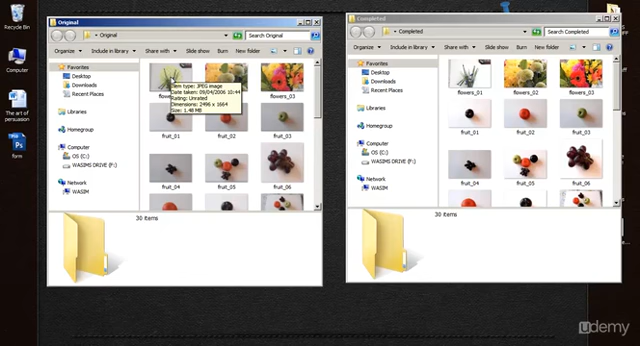 Recycle Bin
Computer
The art of persuasion
form
Original
Original
Search Original
Organize
Include in library
Share with
Slide show
Burn
New folder
Favorites
Desktop
Downloads
Recent Places
Libraries
Homegroup
Computer
OS (C:)
WASIMS DRIVE (F:)
Network
WASIM
flowers_03
Item type: JPEG image
Date taken: 09/04/2006 10:44
Rating: Unrated
Dimensions: 2496 x 1664
Size: 1.48 MB
fruit_01
fruit_02
fruit_03
fruit_04
fruit_05
fruit_06
30 items
Completed
Completed
Search Completed
Organize
Include in library
Share with
Slide show
Burn
New folder
Favorites
Desktop
Downloads
Recent Places
Libraries
Homegroup
Computer
OS (C:)
WASIMS DRIVE (F:)
Network
WASIM
flowers_01
flowers_02
flowers_03
fruit_01
fruit_02
fruit_03
fruit_04
fruit_05
fruit_06
30 items
udemy